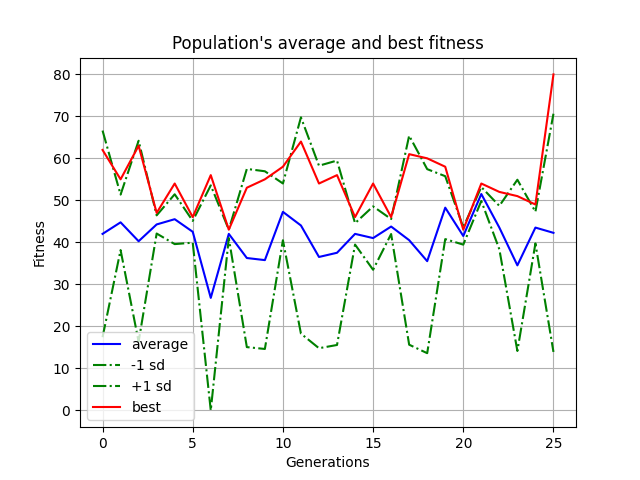 Population's average and best fitness
Fitness
80
70
60
50
40
30
20
10
0
average
-1 sd
+1 sd
best
0 5 10 15 20 25
Generations